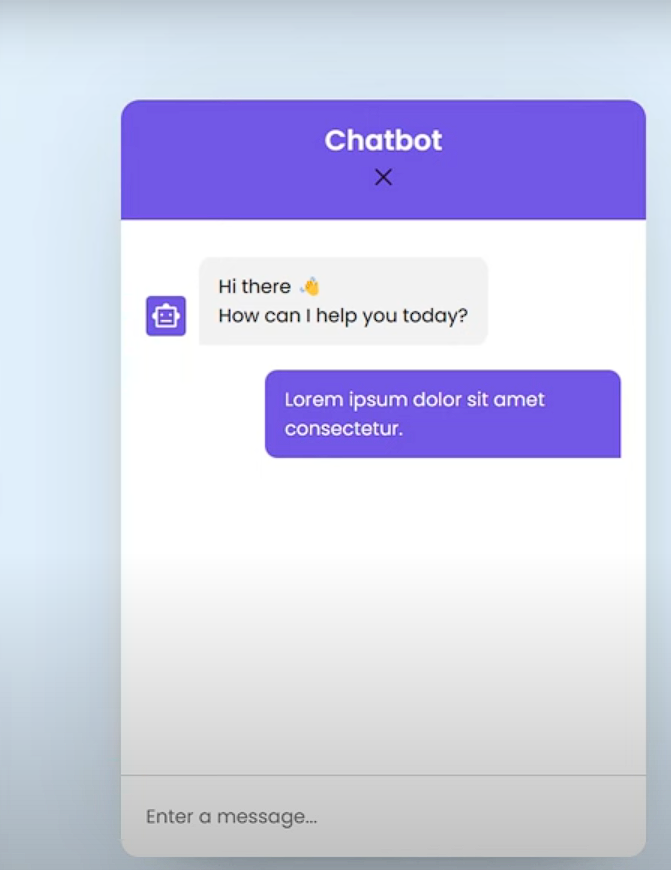 Chatbot
Hi there 👋
How can I help you today?
Lorem ipsum dolor sit amet
consectetur.
Enter a message...